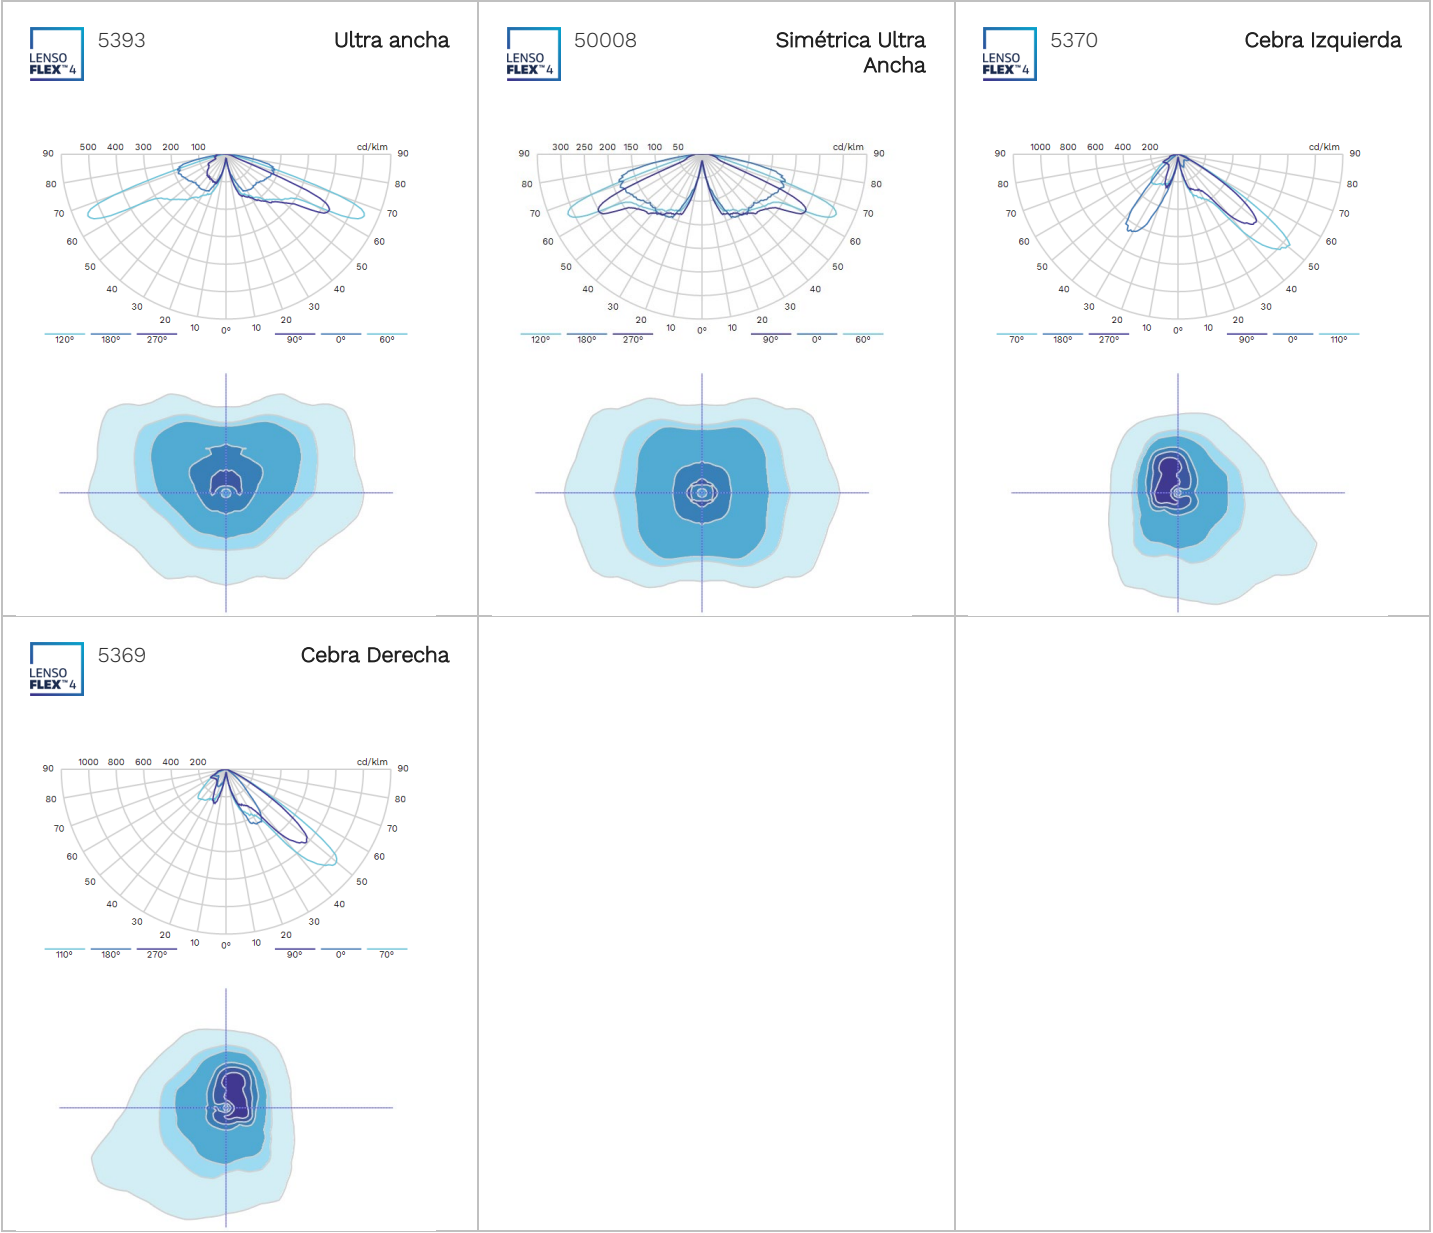 LENSO
FLEX™4
5393
Ultra ancha
500 400 300 200 100 cd/klm
90 90
80 80
70 70
60 60
50 50
40 40
30 30
20 20
10 0° 10
120° 180° 270° 90° 0° 60°
LENSO
FLEX™4
50008
Simétrica Ultra
Ancha
300 250 200 150 100 50 cd/klm
90 90
80 80
70 70
60 60
50 50
40 40
30 30
20 20
10 0° 10
120° 180° 270° 90° 0° 60°
LENSO
FLEX™4
5370
Cebra Izquierda
1000 800 600 400 200 cd/klm
90 90
80 80
70 70
60 60
50 50
40 40
30 30
20 20
10 0° 10
70° 180° 270° 90° 0° 110°
LENSO
FLEX™4
5369
Cebra Derecha
1000 800 600 400 200 cd/klm
90 90
80 80
70 70
60 60
50 50
40 40
30 30
20 20
10 0° 10
110° 180° 270° 90° 0° 70°